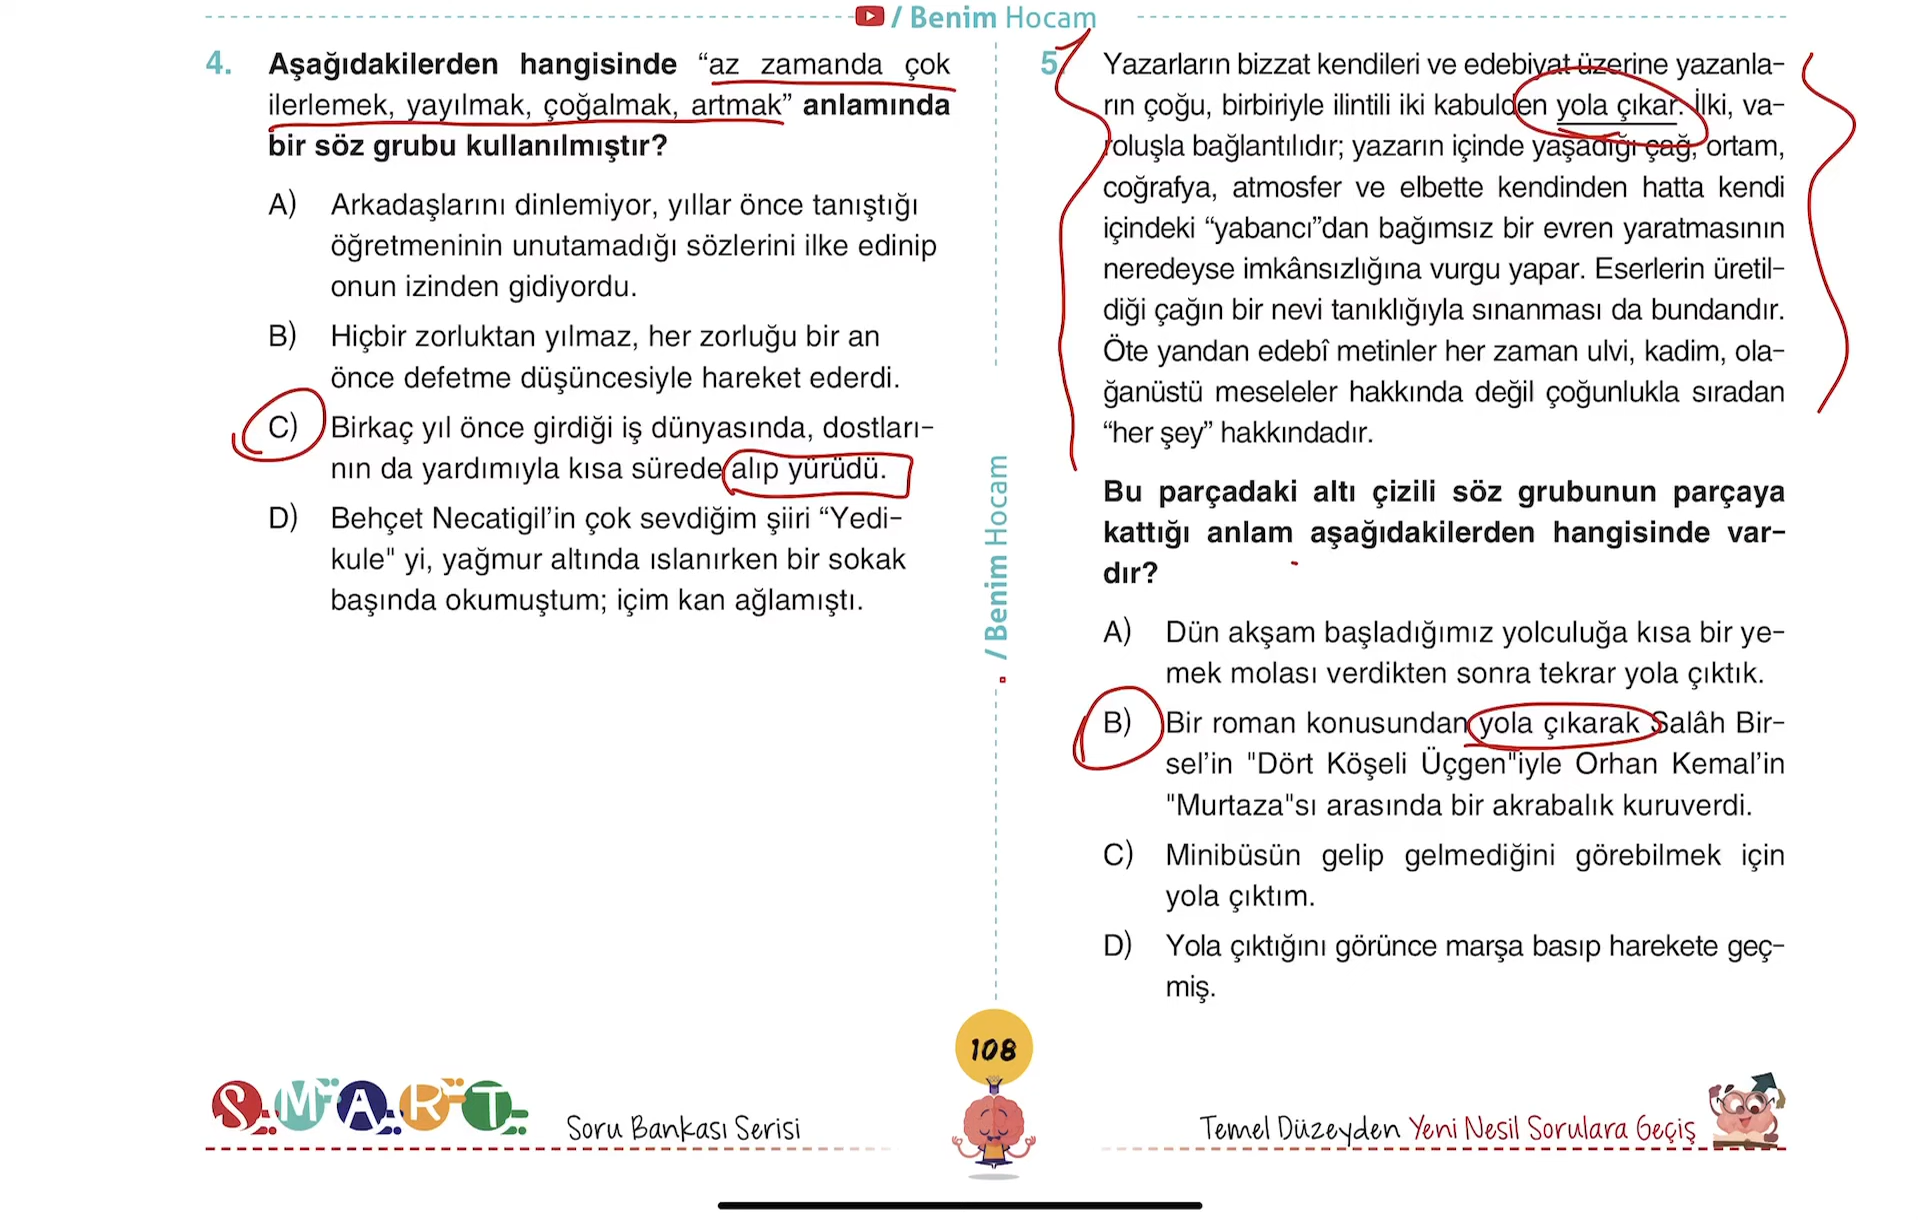 / Benim Hocam
4. Aşağıdakilerden hangisinde “az zamanda çok
ilerlemek, yayılmak, çoğalmak, artmak” anlamında
bir söz grubu kullanılmıştır?
A) Arkadaşlarını dinlemiyor, yıllar önce tanıştığı
öğretmeninin unutamadığı sözlerini ilke edinip
onun izinden gidiyordu.
B) Hiçbir zorluktan yılmaz, her zorluğu bir an
önce defetme düşüncesiyle hareket ederdi.
C) Birkaç yıl önce girdiği iş dünyasında, dostları-
nın da yardımıyla kısa sürede alıp yürüdü.
D) Behçet Necatigil’in çok sevdiğim şiiri “Yedi-
kule" yi, yağmur altında ıslanırken bir sokak
başında okumuştum; içim kan ağlamıştı.
/ Benim Hocam
5. Yazarların bizzat kendileri ve edebiyat üzerine yazanla-
rın çoğu, birbiriyle ilintili iki kabulden yola çıkar. İlki, va-
roluşla bağlantılıdır; yazarın içinde yaşadığı çağ, ortam,
coğrafya, atmosfer ve elbette kendinden hatta kendi
içindeki “yabancı”dan bağımsız bir evren yaratmasının
neredeyse imkânsızlığına vurgu yapar. Eserlerin üretil-
diği çağın bir nevi tanıklığıyla sınanması da bundandır.
Öte yandan edebî metinler her zaman ulvi, kadim, ola-
ğanüstü meseleler hakkında değil çoğunlukla sıradan
“her şey” hakkındadır.
Bu parçadaki altı çizili söz grubunun parçaya
kattığı anlam aşağıdakilerden hangisinde var-
dır?
A) Dün akşam başladığımız yolculuğa kısa bir ye-
mek molası verdikten sonra tekrar yola çıktık.
B) Bir roman konusundan yola çıkarak Salâh Bir-
sel’in "Dört Köşeli Üçgen"iyle Orhan Kemal’in
"Murtaza"sı arasında bir akrabalık kuruverdi.
C) Minibüsün gelip gelmediğini görebilmek için
yola çıktım.
D) Yola çıktığını görünce marşa basıp harekete geç-
miş.
108
SMART Soru Bankası Serisi
Temel Düzeyden Yeni Nesil Sorulara Geçiş